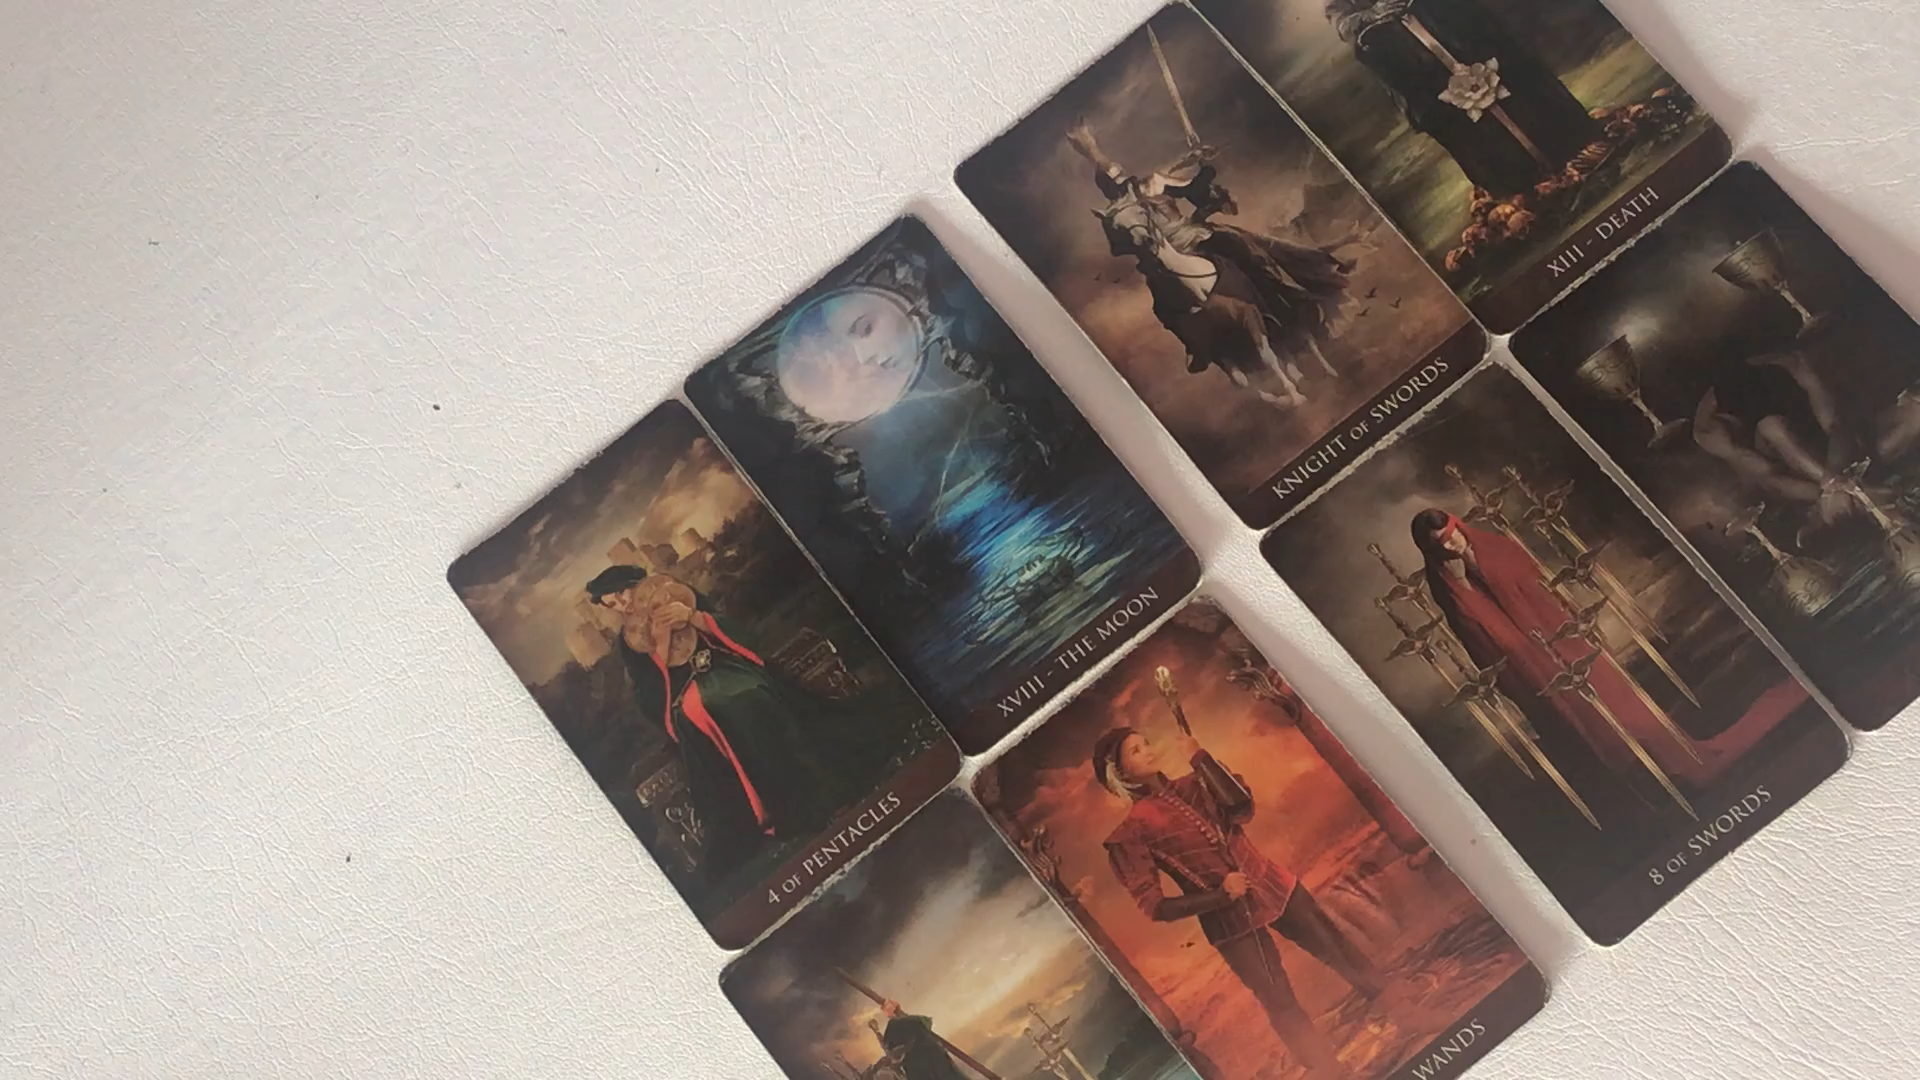 XIII - DEATH
KNIGHT OF SWORDS
XVIII - THE MOON
4 OF PENTACLES
8 OF SWORDS
WANDS